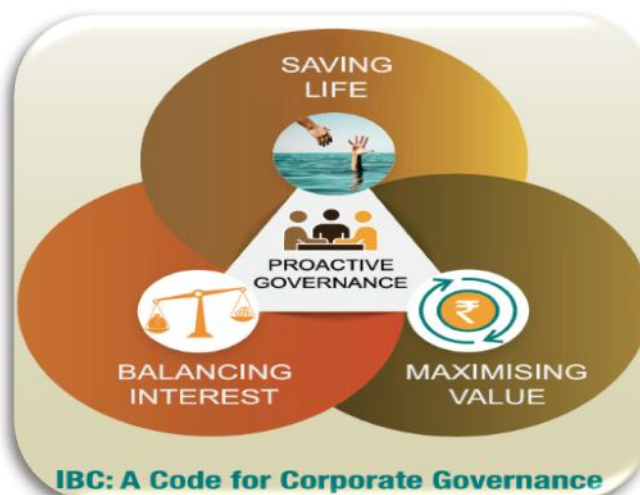 SAVING
LIFE
PROACTIVE
GOVERNANCE
₹
BALANCING
INTEREST
MAXIMISING
VALUE
IBC: A Code for Corporate Governance